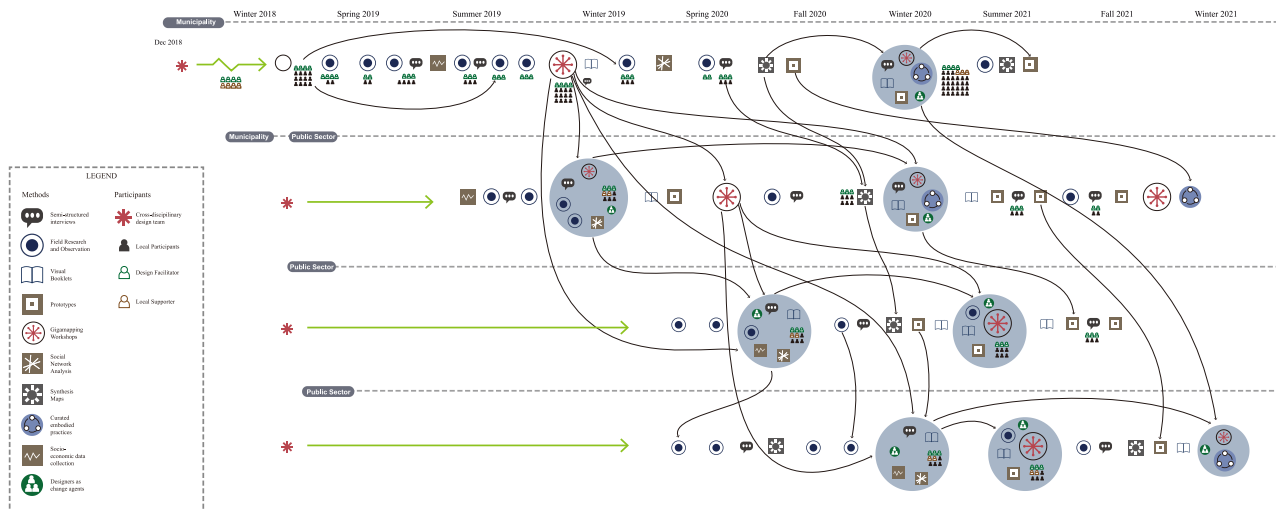 Municipality
Winter 2018
Spring 2019
Summer 2019
Winter 2019
Spring 2020
Fall 2020
Winter 2020
Summer 2021
Fall 2021
Winter 2021
Dec 2018
Municipality
Public Sector
LEGEND
Methods
Participants
Semi-structured
interviews
Cross-disciplinary
design team
Field Research
and Observation
Local Participants
Visual
Booklets
Design Facilitator
Prototypes
Local Supporter
Gigamapping
Workshops
Social
Network
Analysis
Synthesis
Maps
Curated
embodied
practices
Socio-
economic data
collection
Designers as
change agents
Public Sector
Public Sector